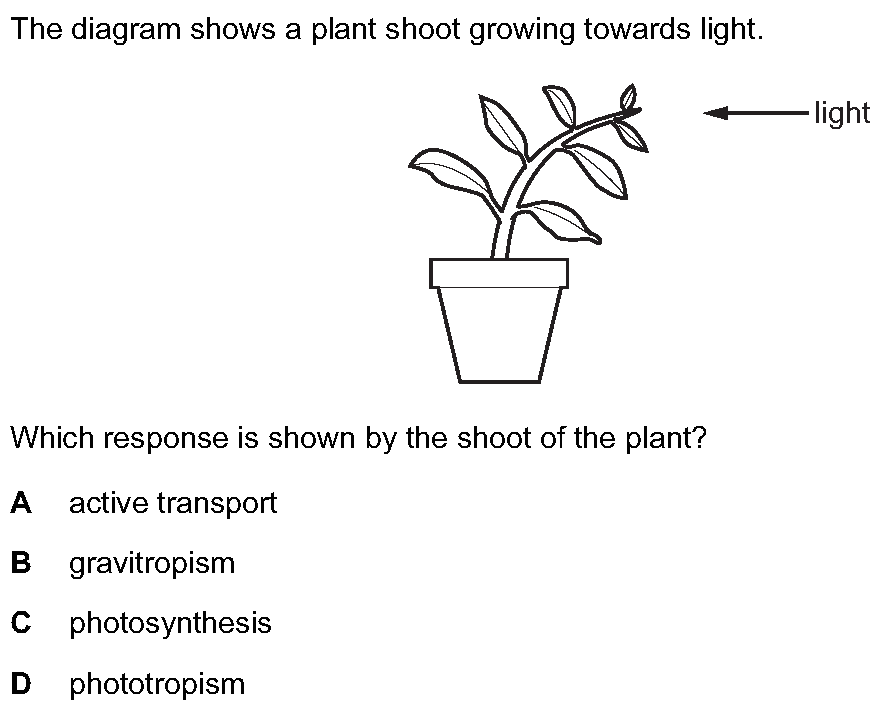 The diagram shows a plant shoot growing towards light.
light
Which response is shown by the shoot of the plant?
A active transport
B gravitropism
C photosynthesis
D phototropism